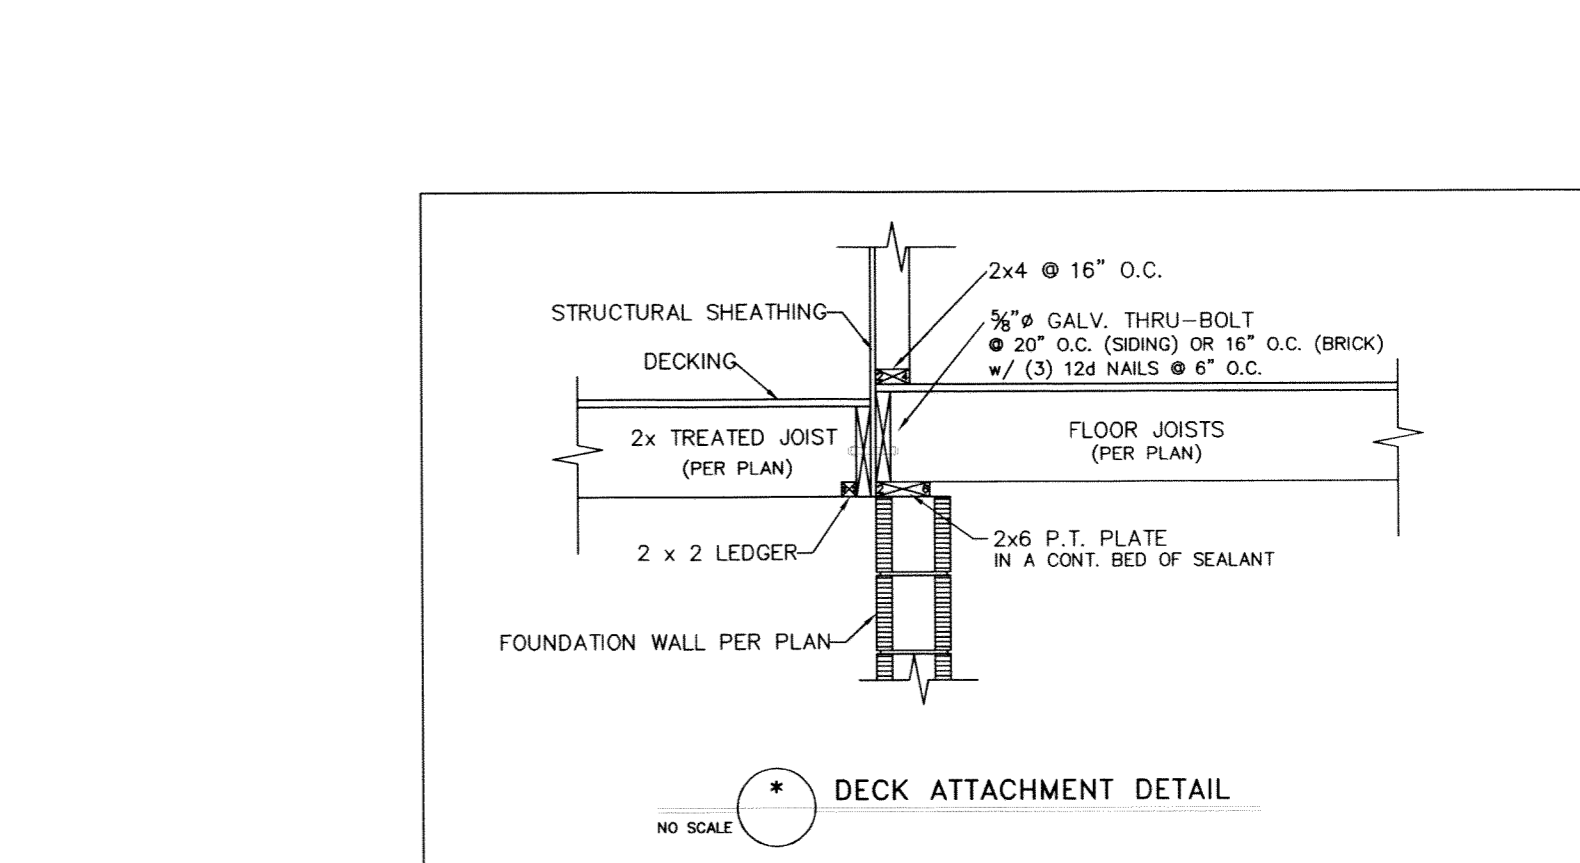 2x4 @ 16" O.C.
STRUCTURAL SHEATHING
5/8"ø GALV. THRU-BOLT
@ 20" O.C. (SIDING) OR 16" O.C. (BRICK)
w/ (3) 12d NAILS @ 6" O.C.
DECKING
2x TREATED JOIST
(PER PLAN)
FLOOR JOISTS
(PER PLAN)
2 x 2 LEDGER
2x6 P.T. PLATE
IN A CONT. BED OF SEALANT
FOUNDATION WALL PER PLAN
* DECK ATTACHMENT DETAIL
NO SCALE